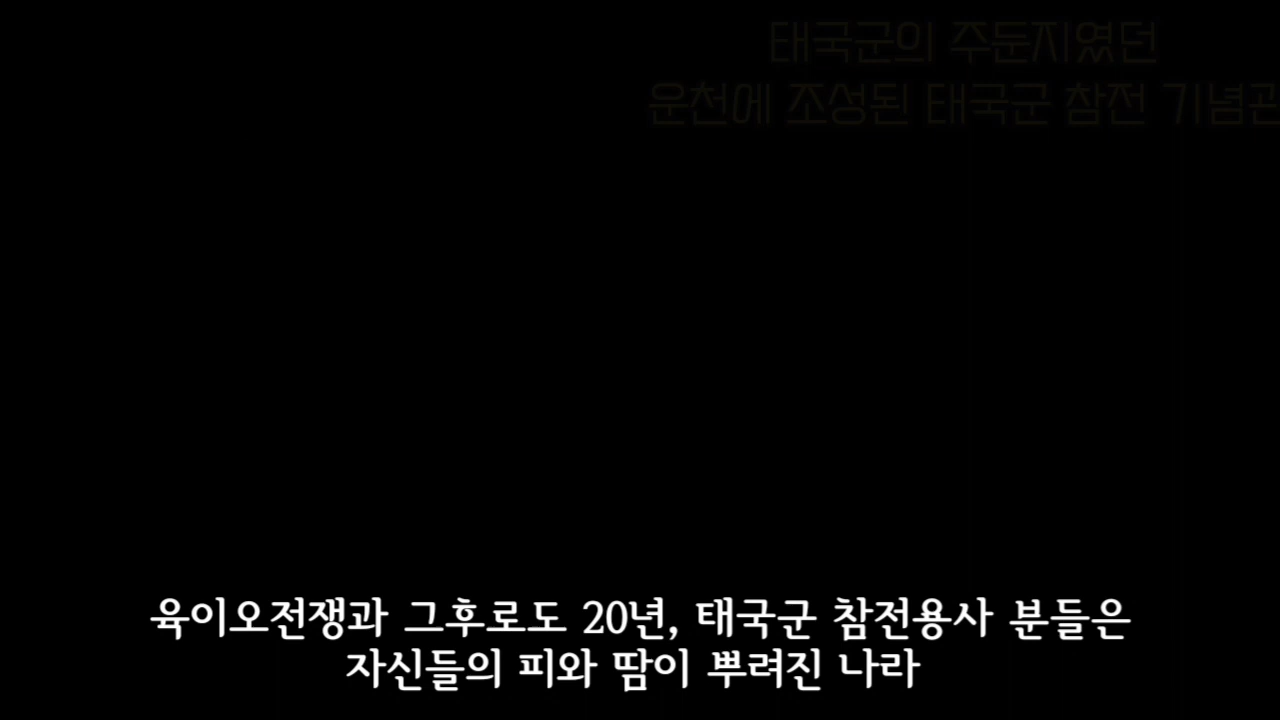 태국군의 주둔지였던
운천에 조성된 태국군 참전 기념관
육이오전쟁과 그후로도 20년, 태국군 참전용사 분들은
자신들의 피와 땀이 뿌려진 나라